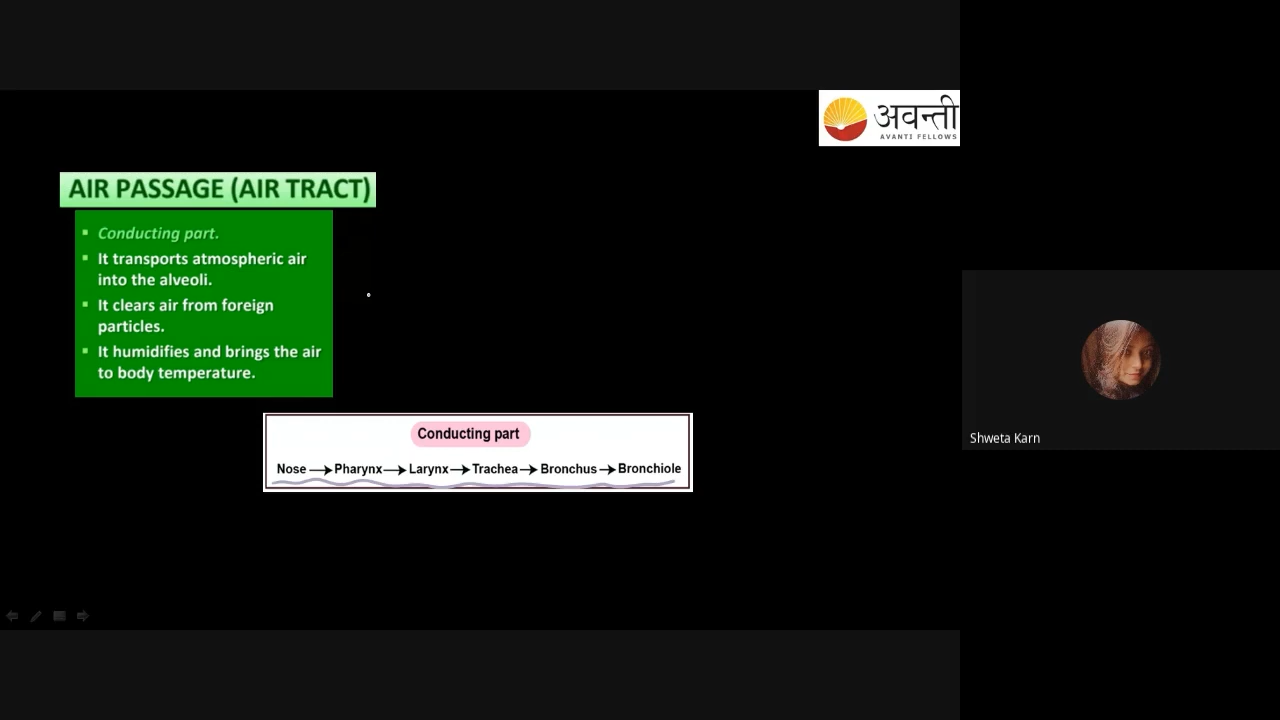 अवन्ती
AVANTI FELLOWS
AIR PASSAGE (AIR TRACT)
Conducting part.
It transports atmospheric air
into the alveoli.
It clears air from foreign
particles.
It humidifies and brings the air
to body temperature.
Conducting part
Nose → Pharynx → Larynx → Trachea → Bronchus → Bronchiole
Shweta Karn